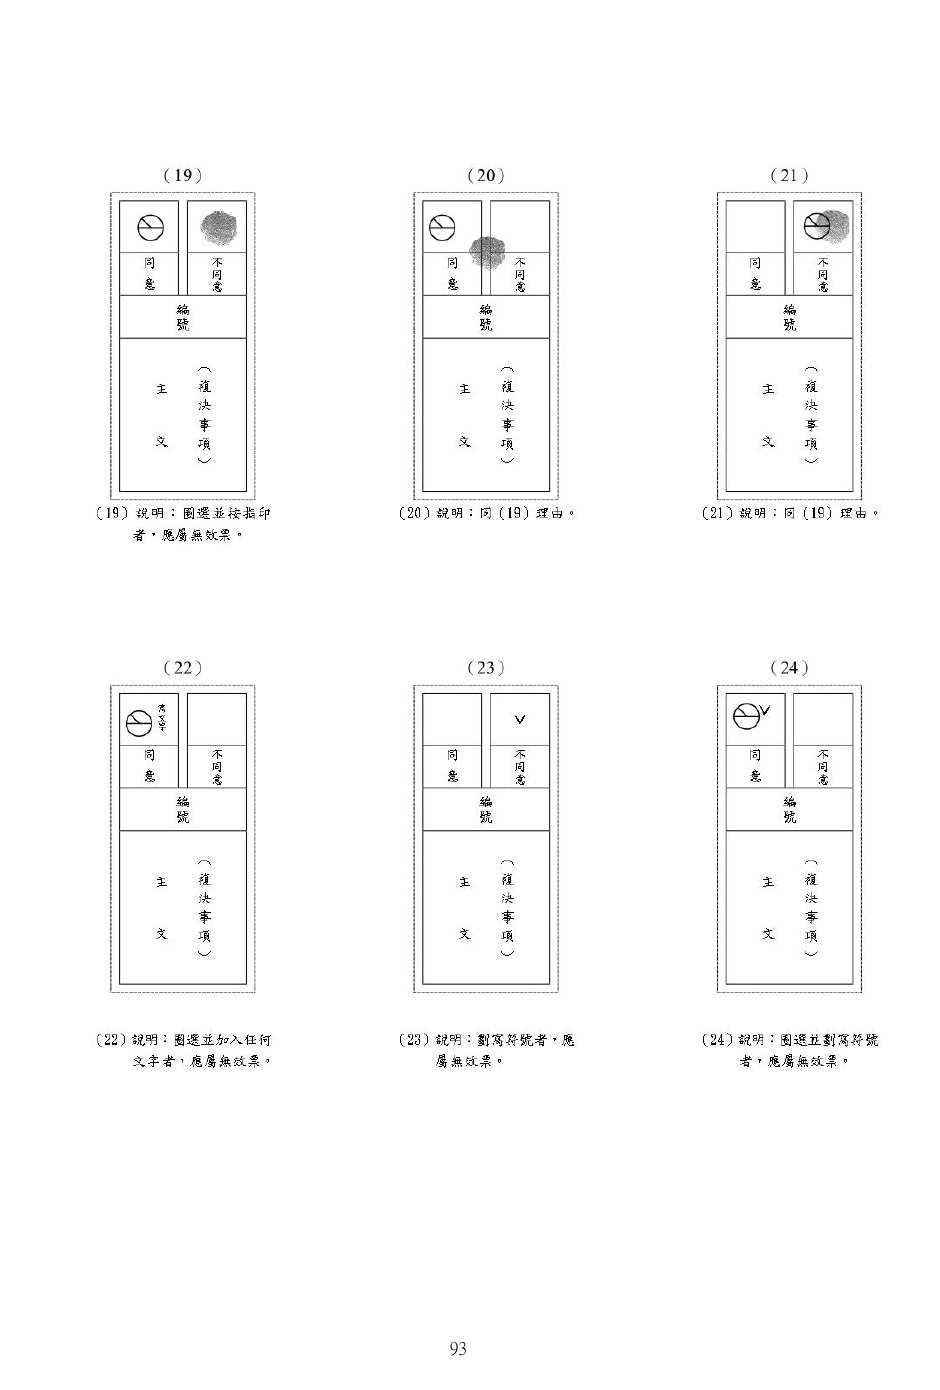 （19）
同意
不同意
編號
（複決事項）
主文
（19）說明：圈選並按指印
者，應屬無效票。
（20）
同意
不同意
編號
（複決事項）
主文
（20）說明：同（19）理由。
（21）
同意
不同意
編號
（複決事項）
主文
（21）說明：同（19）理由。
（22）
寫文字
同意
不同意
編號
（複決事項）
主文
（22）說明：圈選並加入任何
文字者，應屬無效票。
（23）
同意
不同意
編號
（複決事項）
主文
（23）說明：劃寫符號者，應
屬無效票。
（24）
同意
不同意
編號
（複決事項）
主文
（24）說明：圈選並劃寫符號
者，應屬無效票。
93